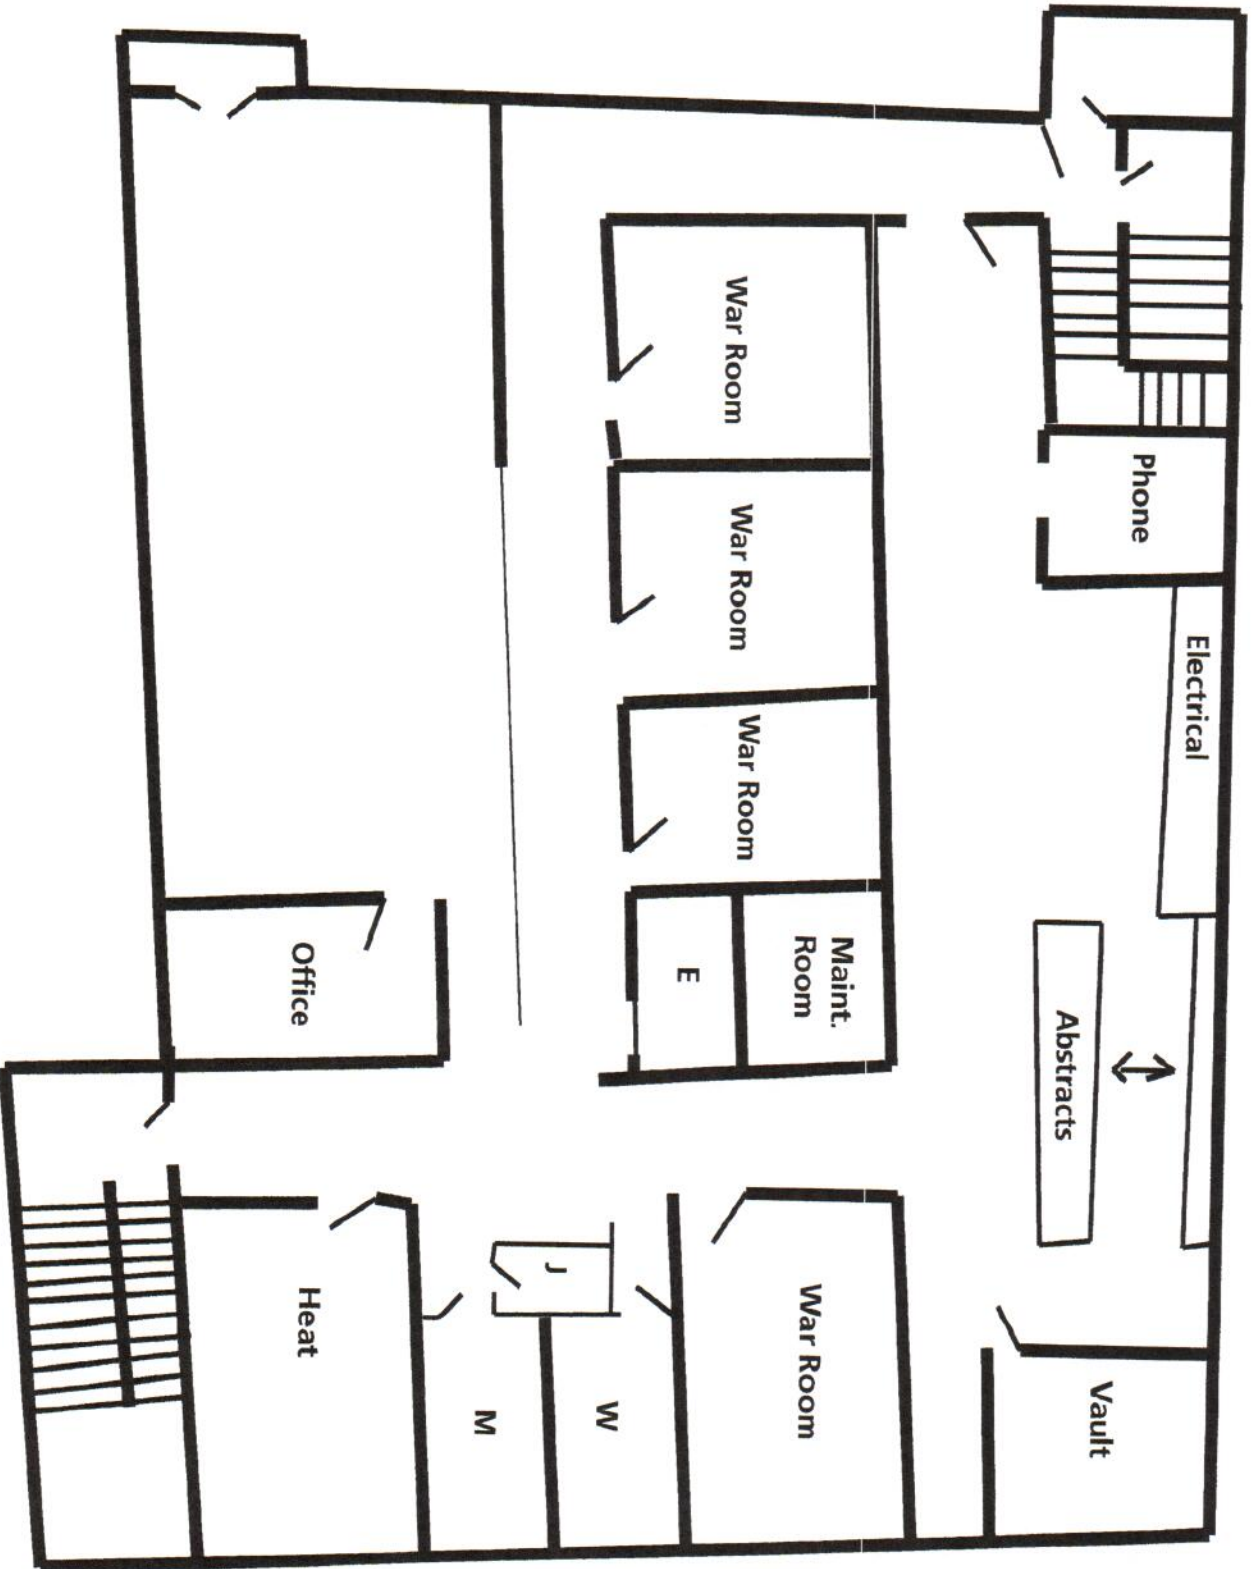 Phone
Electrical
Abstracts
Vault
War Room
War Room
War Room
Maint.
Room
E
War Room
W
J
M
Office
Heat